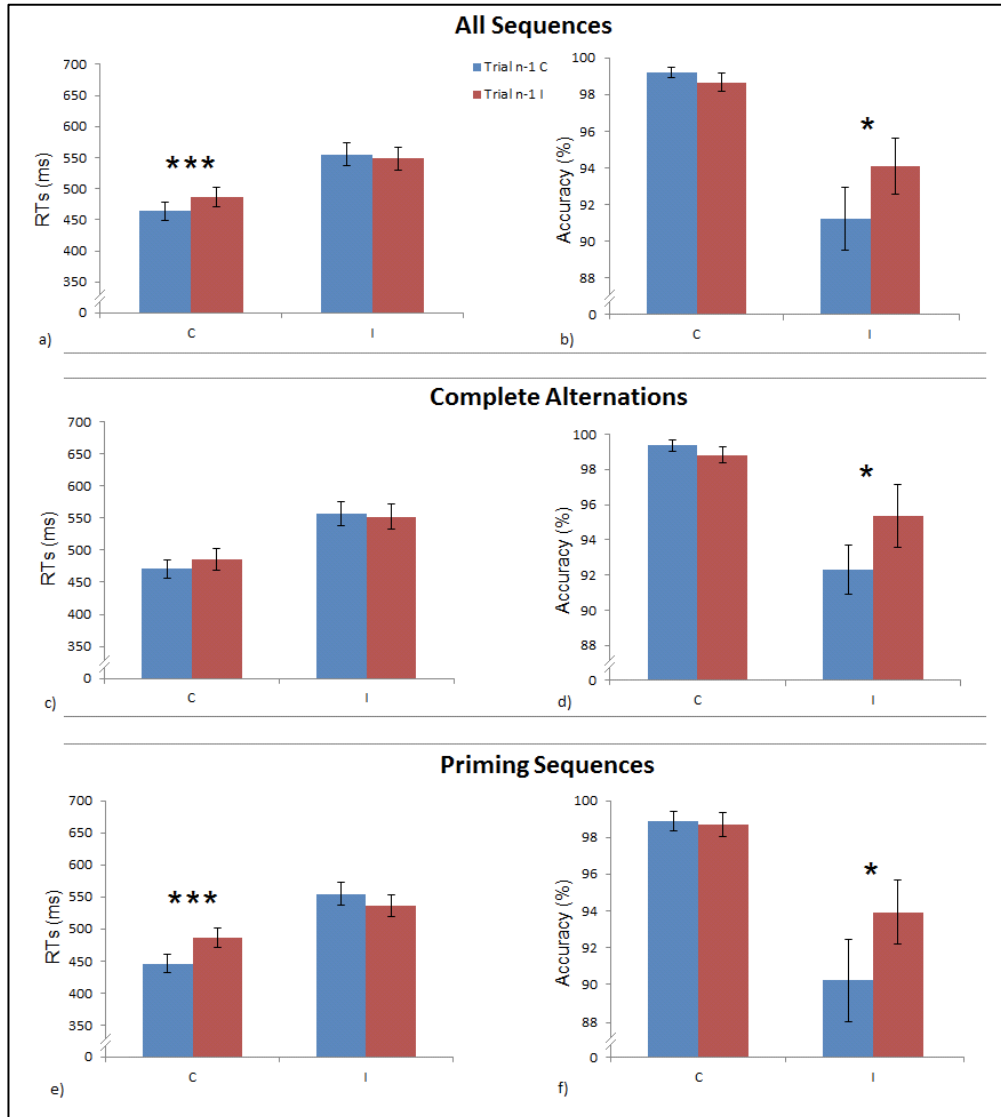 All Sequences
700
650
600
550
500
450
400
350
0
RTs (ms)
***
C
I
a)
Trial n-1 C
Trial n-1 I
100
98
96
94
92
90
88
0
Accuracy (%)
*
C
I
b)
Complete Alternations
700
650
600
550
500
450
400
350
0
RTs (ms)
C
I
c)
100
98
96
94
92
90
88
0
Accuracy (%)
*
C
I
d)
Priming Sequences
700
650
600
550
500
450
400
350
0
RTs (ms)
***
C
I
e)
100
98
96
94
92
90
88
0
Accuracy (%)
*
C
I
f)